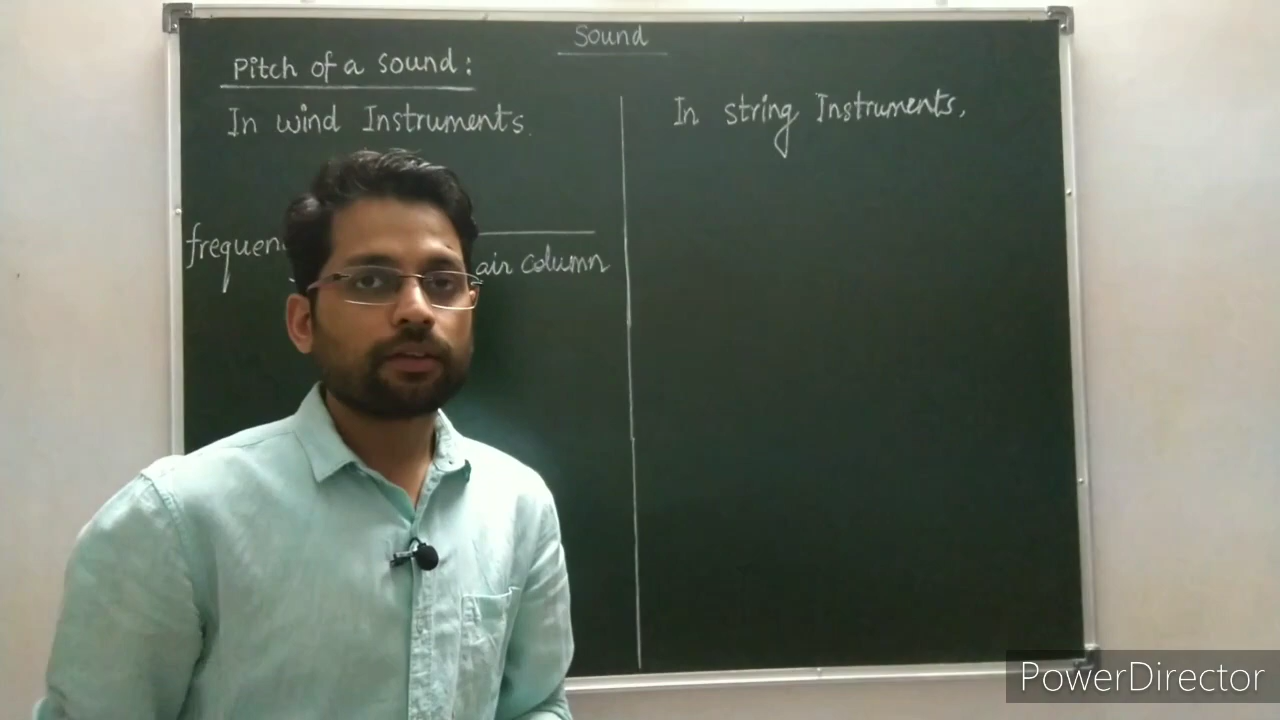 Sound
Pitch of a sound:
In wind Instruments.
air column
In string Instruments,
PowerDirector